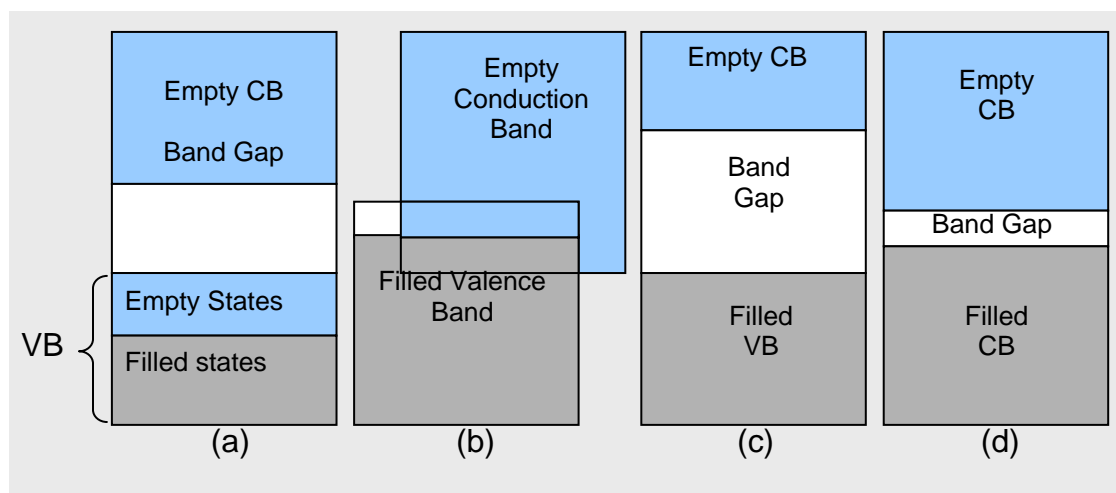 Empty CB
Band Gap
Empty States
Filled states
VB
(a)
Empty
Conduction
Band
Filled Valence
Band
(b)
Empty CB
Band
Gap
Filled
VB
(c)
Empty
CB
Band Gap
Filled
CB
(d)